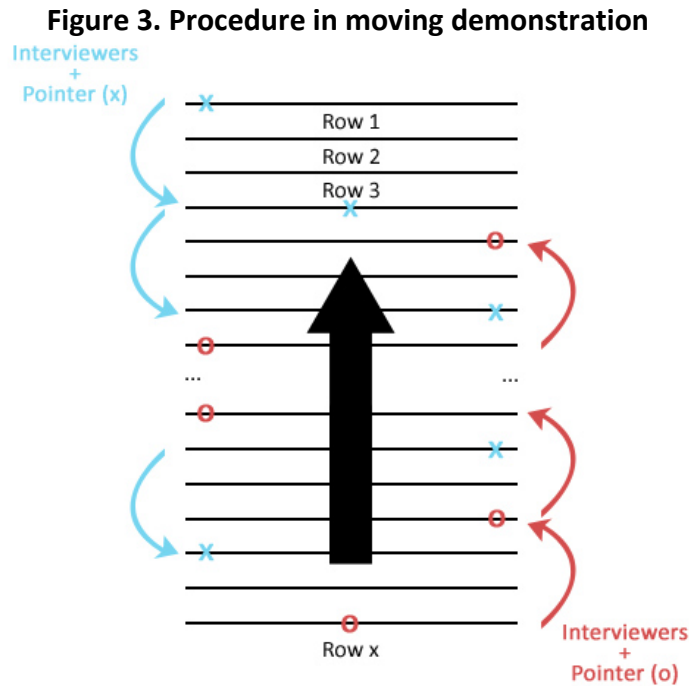 Figure 3. Procedure in moving demonstration
Interviewers
+
Pointer (x)
x
Row 1
Row 2
Row 3
x
o
x
o
... ...
o
x
o
x
o
Row x
Interviewers
+
Pointer (o)